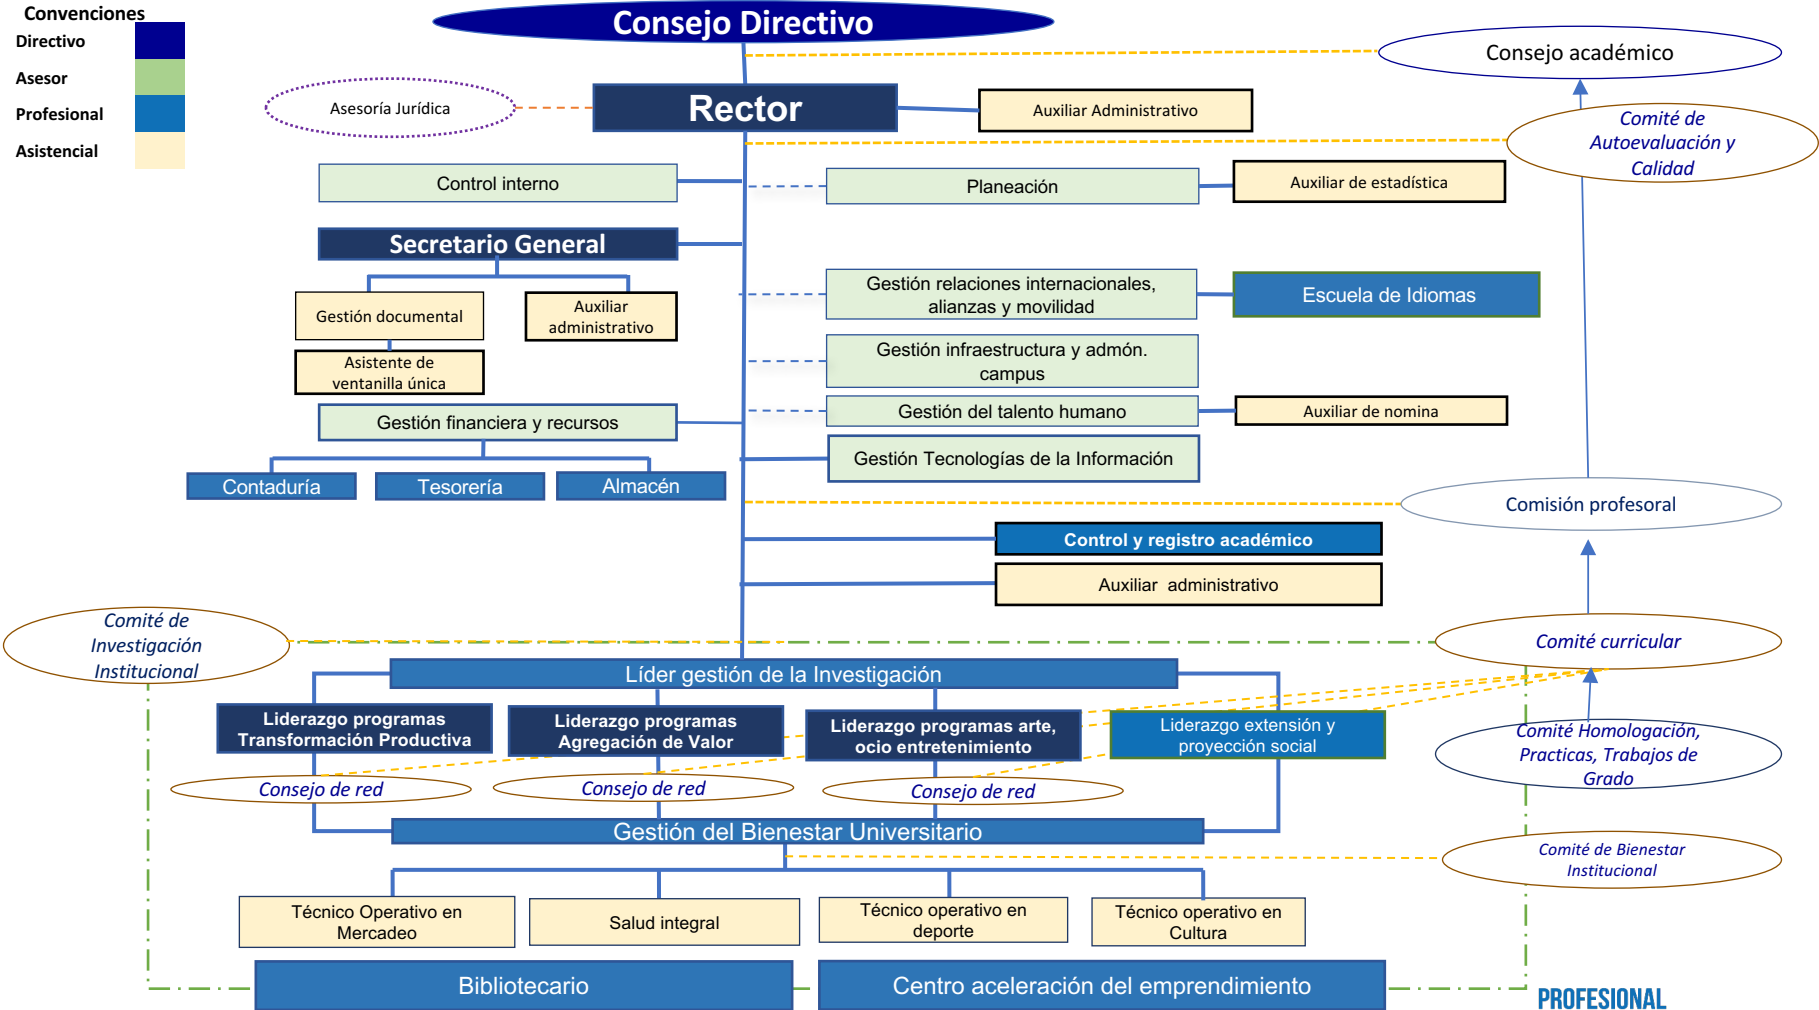 Convenciones
Directivo
Asesor
Profesional
Asistencial
Consejo Directivo
Consejo académico
Asesoría Jurídica
Rector
Auxiliar Administrativo
Comité de
Autoevaluación y
Calidad
Control interno
Planeación
Auxiliar de estadística
Secretario General
Gestión documental
Auxiliar
administrativo
Asistente de
ventanilla única
Gestión relaciones internacionales,
alianzas y movilidad
Escuela de Idiomas
Gestión infraestructura y admón.
campus
Gestión financiera y recursos
Gestión del talento humano
Auxiliar de nomina
Gestión Tecnologías de la Información
Contaduría
Tesorería
Almacén
Comisión profesoral
Control y registro académico
Auxiliar  administrativo
Comité de
Investigación
Institucional
Comité curricular
Líder gestión de la Investigación
Liderazgo programas
Transformación Productiva
Liderazgo programas
Agregación de Valor
Liderazgo programas arte,
ocio entretenimiento
Liderazgo extensión y
proyección social
Comité Homologación,
Practicas, Trabajos de
Grado
Consejo de red
Consejo de red
Consejo de red
Gestión del Bienestar Universitario
Comité de Bienestar
Institucional
Técnico Operativo en
Mercadeo
Salud integral
Técnico operativo en
deporte
Técnico operativo en
Cultura
Bibliotecario
Centro aceleración del emprendimiento
PROFESIONAL